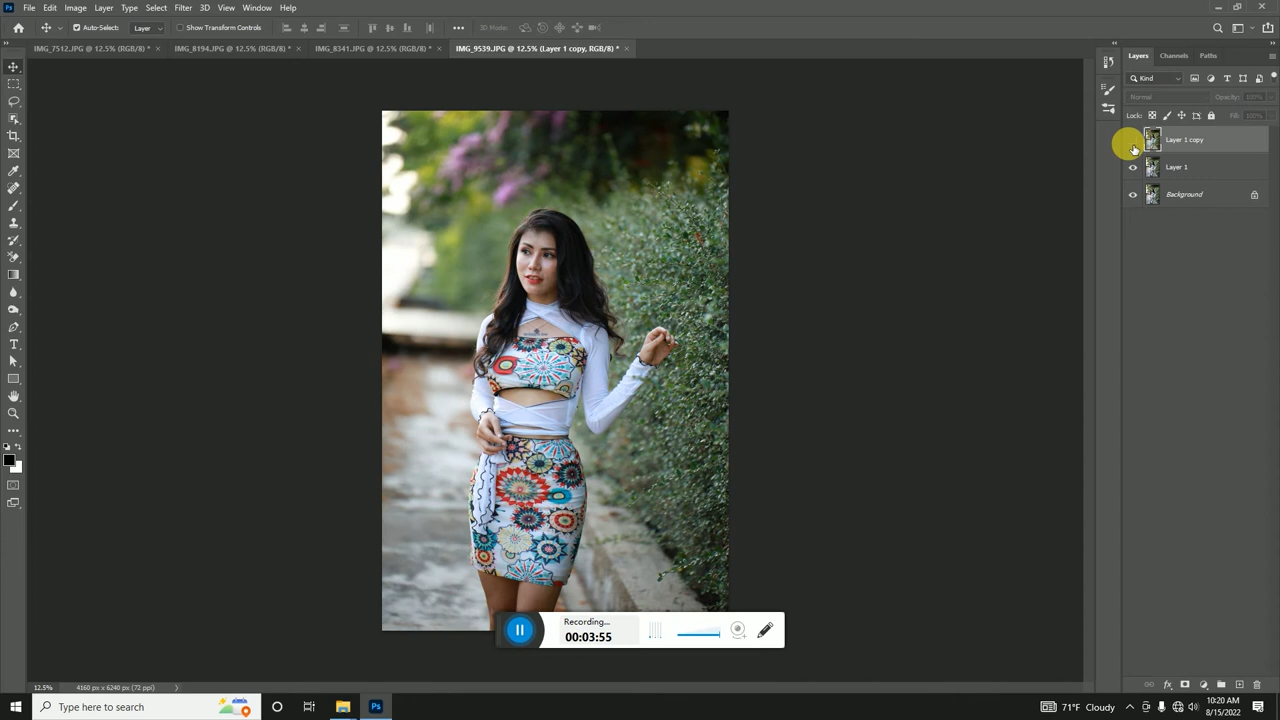 Ps File Edit Image Layer Type Select Filter 3D View Window Help
Auto-Select: Layer Show Transform Controls 3D Mode:
IMG_7512.JPG @ 12.5% (RGB/8) * × IMG_8194.JPG @ 12.5% (RGB/8) * × IMG_8341.JPG @ 12.5% (RGB/8) * × IMG_9539.JPG @ 12.5% (Layer 1 copy, RGB/8) * ×
Layers Channels Paths
Kind
Normal Opacity: 100%
Lock: Fill: 100%
Layer 1 copy
Layer 1
Background
Recording...
00:03:55
12.5% 4160 px x 6240 px (72 ppi)
Type here to search
Ps
71°F Cloudy
10:20 AM
8/15/2022